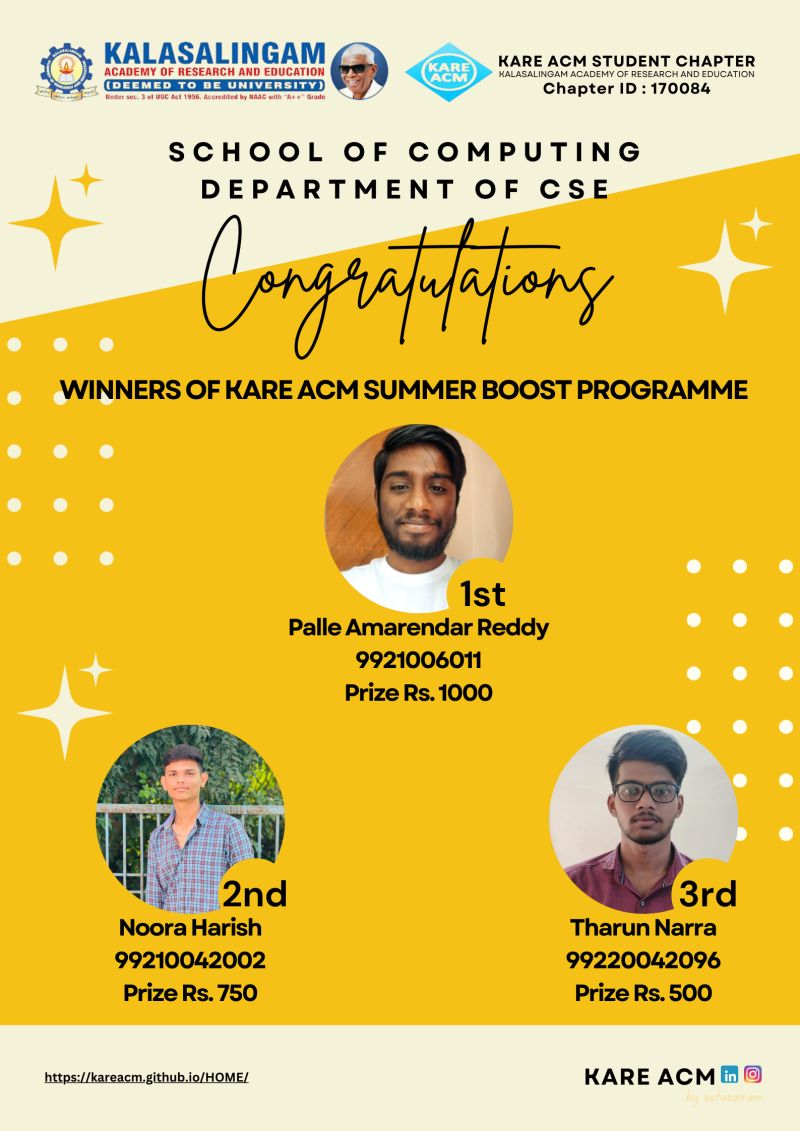 KALASALINGAM
ACADEMY OF RESEARCH AND EDUCATION
(DEEMED TO BE UNIVERSITY)
Under sec. 3 of UGC Act 1956. Accredited by NAAC with "A++" Grade
KARE
ACM
KARE ACM STUDENT CHAPTER
KALASALINGAM ACADEMY OF RESEARCH AND EDUCATION
Chapter ID : 170084
SCHOOL OF COMPUTING
DEPARTMENT OF CSE
Congratulations
WINNERS OF KARE ACM SUMMER BOOST PROGRAMME
1st
Palle Amarendar Reddy
9921006011
Prize Rs. 1000
2nd
Noora Harish
99210042002
Prize Rs. 750
3rd
Tharun Narra
99220042096
Prize Rs. 500
https://kareacm.github.io/HOME/
KARE ACM
in
by setusairam